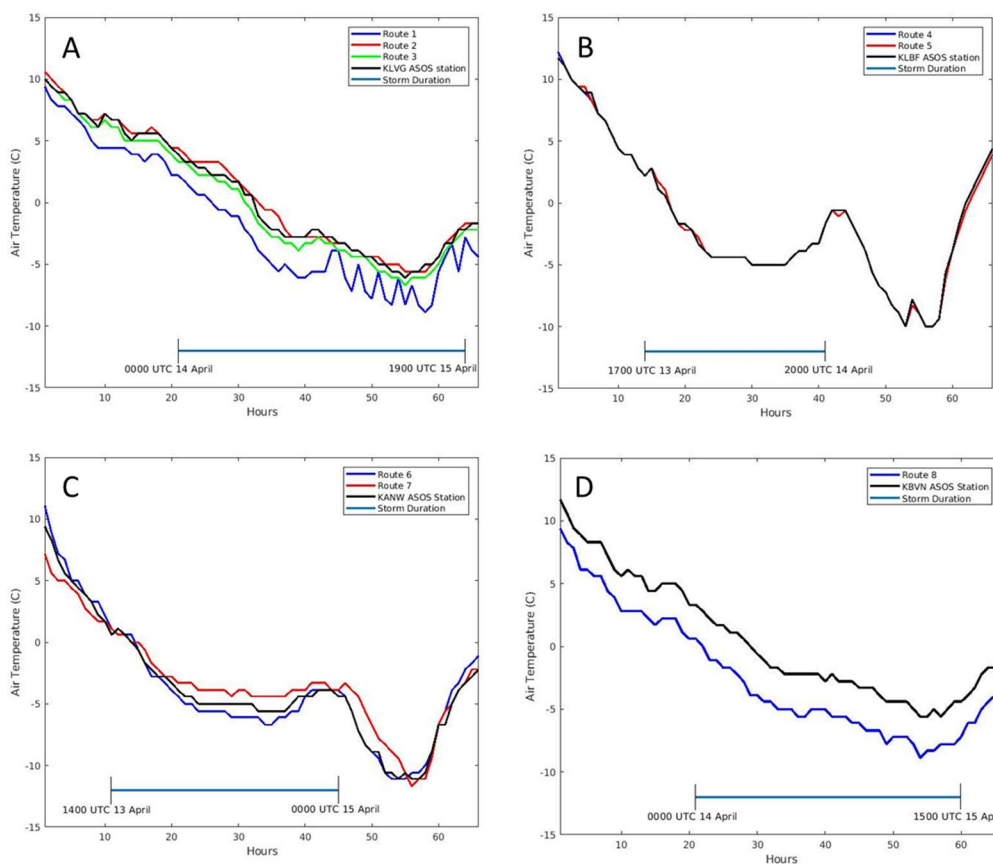 A
Route 1
Route 2
Route 3
KLVG ASOS station
Storm Duration
15
10
5
0
-5
-10
-15
Air Temperature (C)
0000 UTC 14 April
1900 UTC 15 April
10 20 30 40 50 60
Hours
B
Route 4
Route 5
KLBF ASOS station
Storm Duration
15
10
5
0
-5
-10
-15
Air Temperature (C)
1700 UTC 13 April
2000 UTC 14 April
10 20 30 40 50 60
Hours
C
Route 6
Route 7
KANW ASOS Station
Storm Duration
15
10
5
0
-5
-10
-15
Air Temperature (C)
1400 UTC 13 April
0000 UTC 15 April
10 20 30 40 50 60
Hours
D
Route 8
KBVN ASOS Station
Storm Duration
15
10
5
0
-5
-10
-15
Air Temperature (C)
0000 UTC 14 April
1500 UTC 15 Ap
10 20 30 40 50 60
Hours